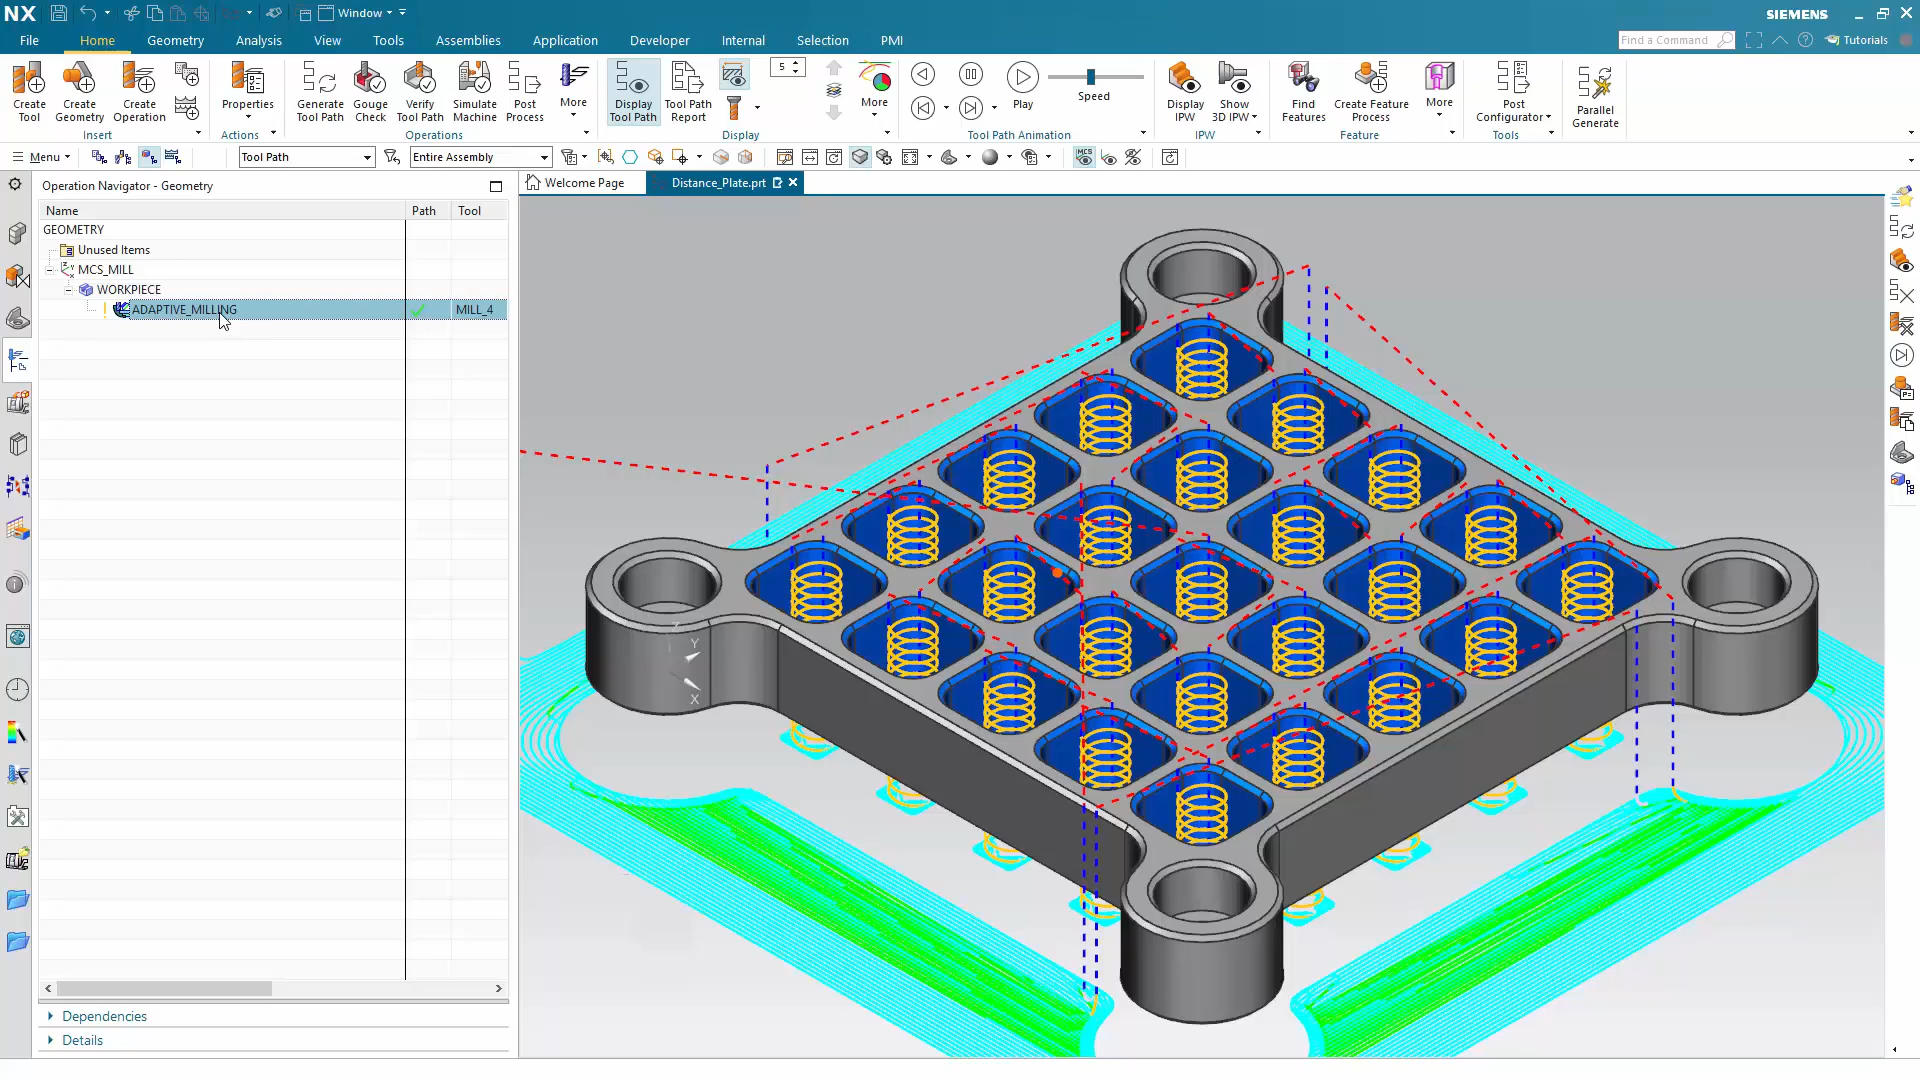 NX
Window
SIEMENS
File
Home
Geometry
Analysis
View
Tools
Assemblies
Application
Developer
Internal
Selection
PMI
Find a Command
Tutorials
Create Tool
Create Geometry
Create Operation
Properties
Generate Tool Path
Gouge Check
Verify Tool Path
Simulate Machine
Post Process
More
Display Tool Path
Tool Path Report
5
More
Play
Speed
Display IPW
Show 3D IPW
Find Features
Create Feature Process
More
Post Configurator
Parallel Generate
Insert
Actions
Operations
Display
Tool Path Animation
IPW
Feature
Tools
Menu
Tool Path
Entire Assembly
MCS
Operation Navigator - Geometry
Welcome Page
Distance_Plate.prt
Name
Path
Tool
GEOMETRY
Unused Items
MCS_MILL
WORKPIECE
ADAPTIVE_MILLING
MILL_4
Z
Y
X
Dependencies
Details